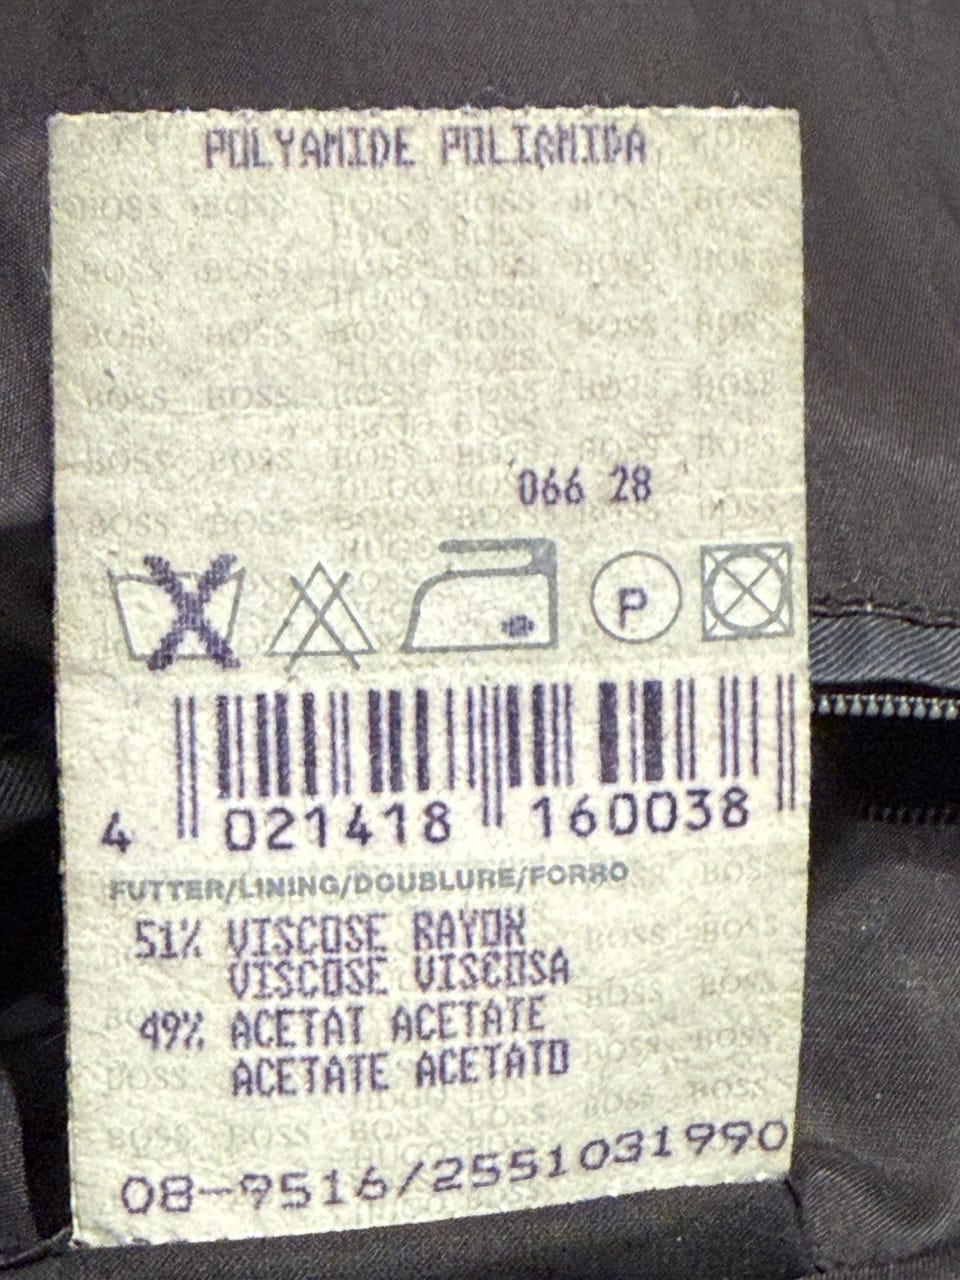 POLYAMIDE POLIAMIDA
066 28
P
4 021418 160038
FUTTER/LINING/DOUBLURE/FORRO
51% VISCOSE RAYON
VISCOSE VISCOSA
49% ACETAT ACETATE
ACETATE ACETATO
08-9516/2551031990